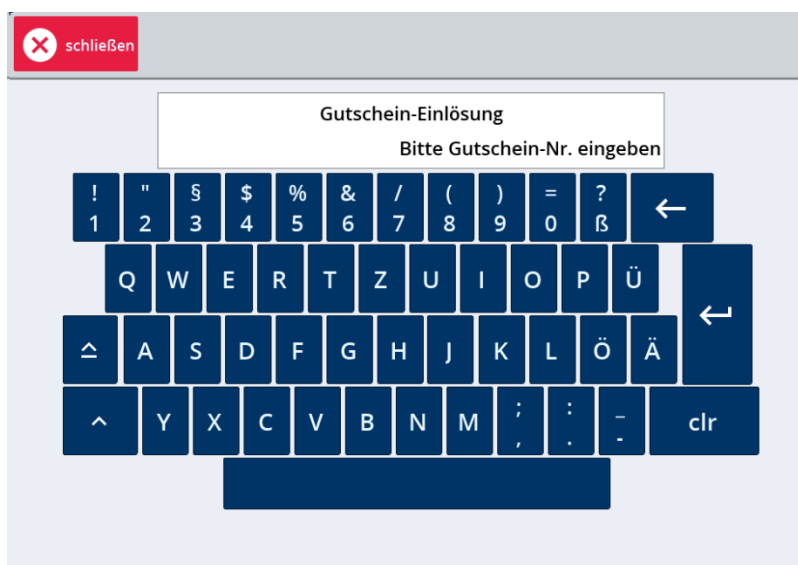 schließen
Gutschein-Einlösung
Bitte Gutschein-Nr. eingeben
! " § $ % & / ( ) = ?
1 2 3 4 5 6 7 8 9 0 ß ←
Q W E R T Z U I O P Ü
A S D F G H J K L Ö Ä
Y X C V B N M ; : _ clr
, . -